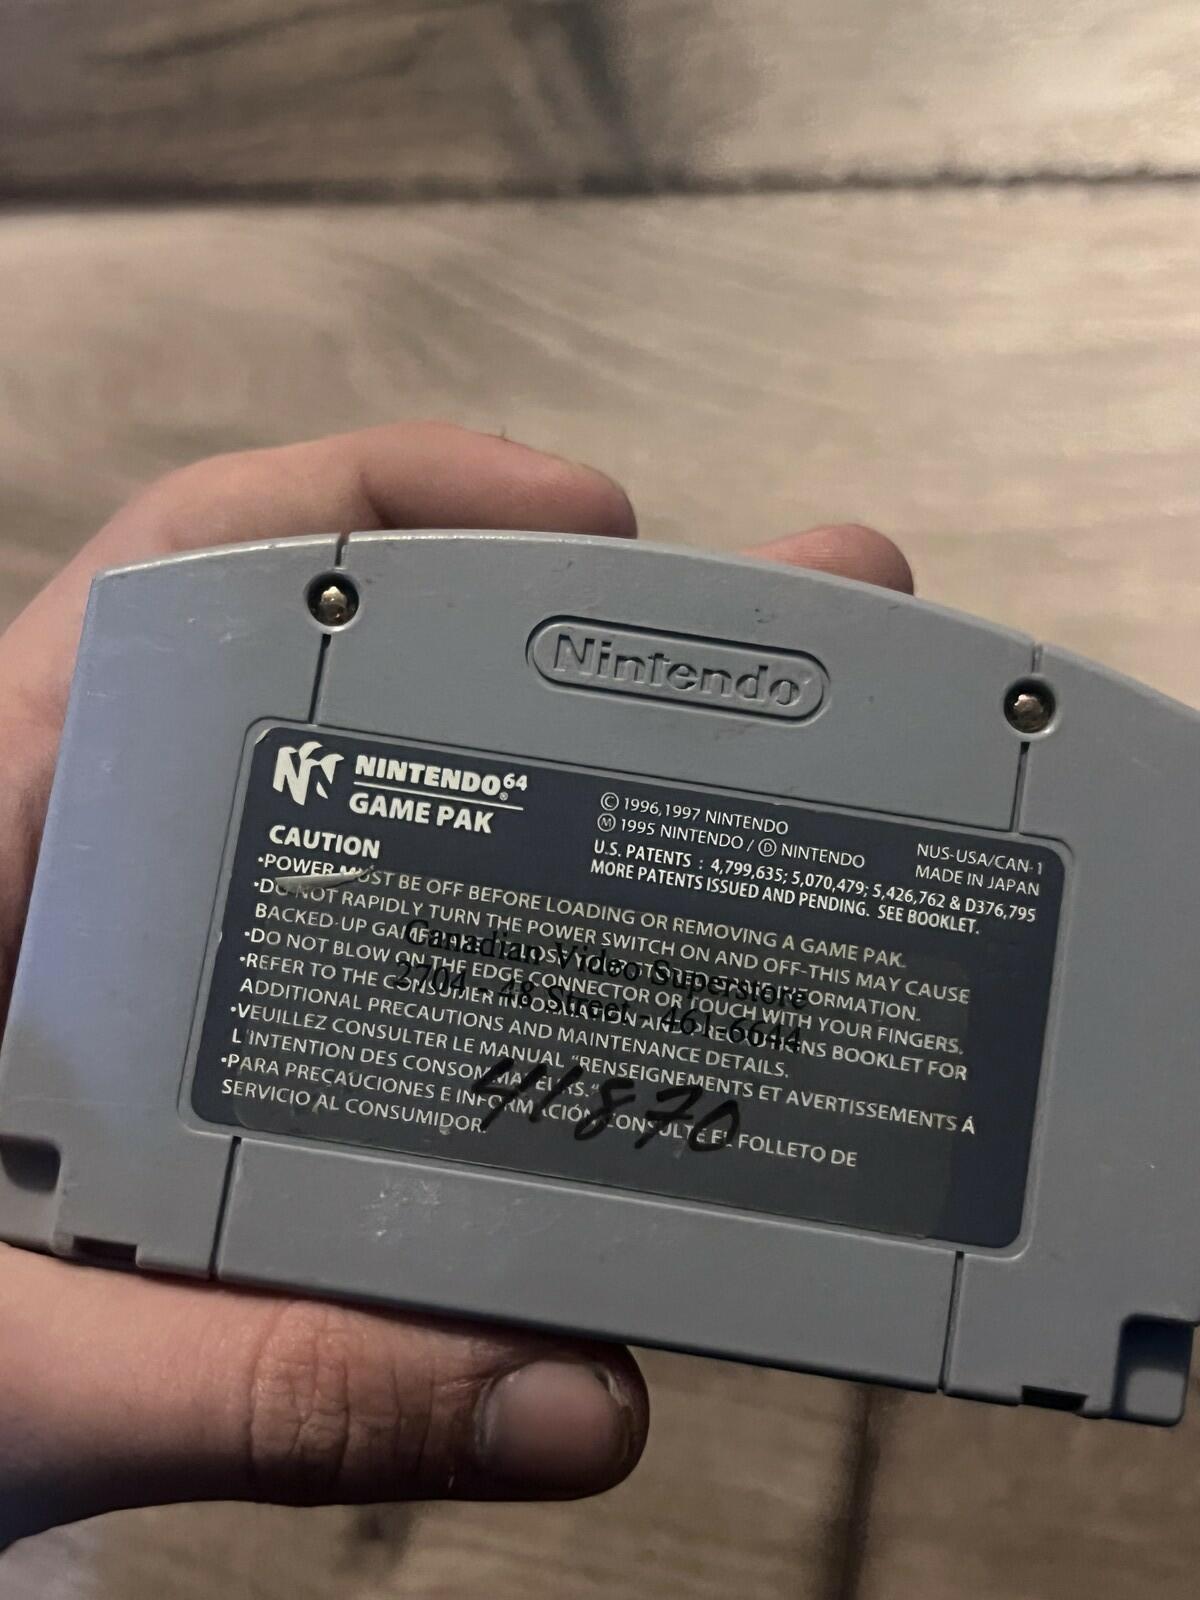 Nintendo
NINTENDO®64
GAME PAK
© 1996,1997 NINTENDO
Ⓜ 1995 NINTENDO / Ⓓ NINTENDO
NUS-USA/CAN-1
MADE IN JAPAN
U.S. PATENTS : 4,799,635; 5,070,479; 5,426,762 & D376,795
MORE PATENTS ISSUED AND PENDING. SEE BOOKLET.
CAUTION
•POWER MUST BE OFF BEFORE LOADING OR REMOVING A GAME PAK.
•DO NOT RAPIDLY TURN THE POWER SWITCH ON AND OFF-THIS MAY CAUSE
BACKED-UP GAME INFORMATION.
•DO NOT BLOW ON THE EDGE CONNECTOR OR TOUCH WITH YOUR FINGERS.
•REFER TO THE CONSUMER INFORMATION AND BOOKLET FOR
ADDITIONAL PRECAUTIONS AND MAINTENANCE DETAILS.
•VEUILLEZ CONSULTER LE MANUAL "RENSEIGNEMENTS ET AVERTISSEMENTS Á
L'INTENTION DES CONSOMMATEURS."
•PARA PRECAUCIONES E INFORMACIÓN CONSULTE EL FOLLETO DE
SERVICIO AL CONSUMIDOR.
Canadian Video Superstore
2704 - 48 Street - 461-6644
41870